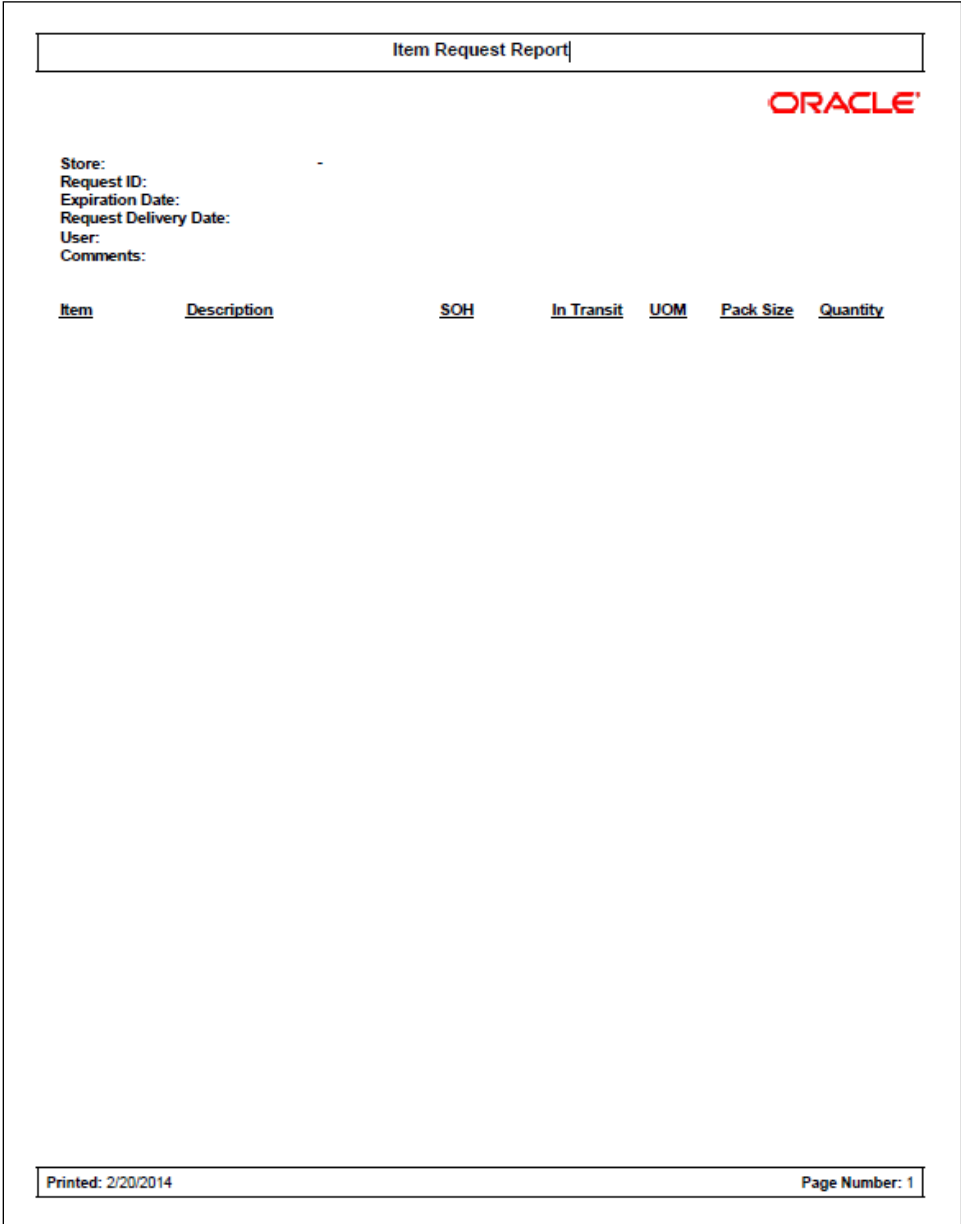 Item Request Report
ORACLE
Store: -
Request ID:
Expiration Date:
Request Delivery Date:
User:
Comments:
Item Description SOH In Transit UOM Pack Size Quantity
Printed: 2/20/2014 Page Number: 1